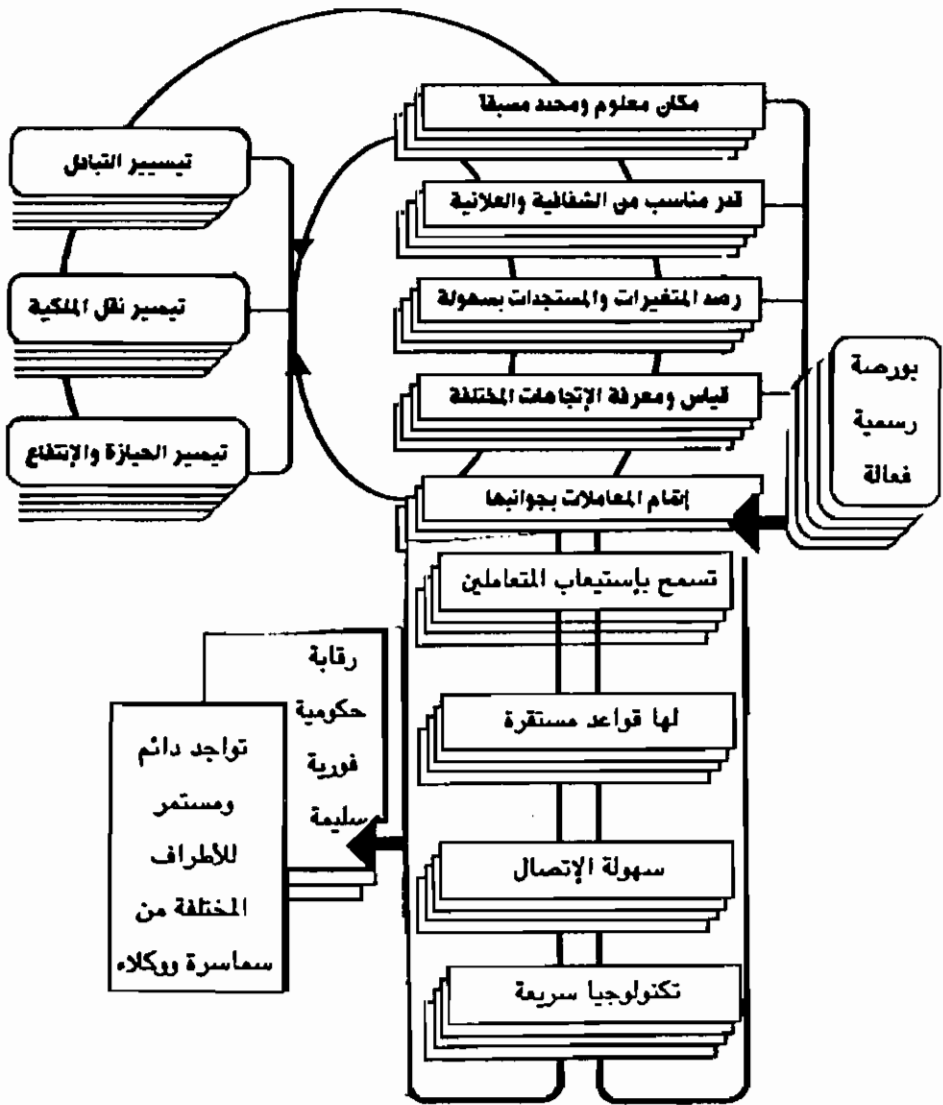 مكان معلوم ومحدد مسبقا
قدر مناسب من الشفافية والعلانية
رصد المتغيرات والمستجدات بسهولة
قياس ومعرفة الإتجاهات المختلفة
إتمام المعاملات بجوانبها
بورصة
رسمية
فعالة
تيسيير التبادل
تيسير نقل الملكية
تيسير الحيازة والإنتفاع
تسمح بإستيعاب المتعاملين
لها قواعد مستقرة
سهولة الإتصال
تكنولوجيا سريعة
رقابة
حكومية
فورية
سليمة
تواجد دائم
ومستمر
للأطراف
المختلفة من
سماسرة ووكلاء